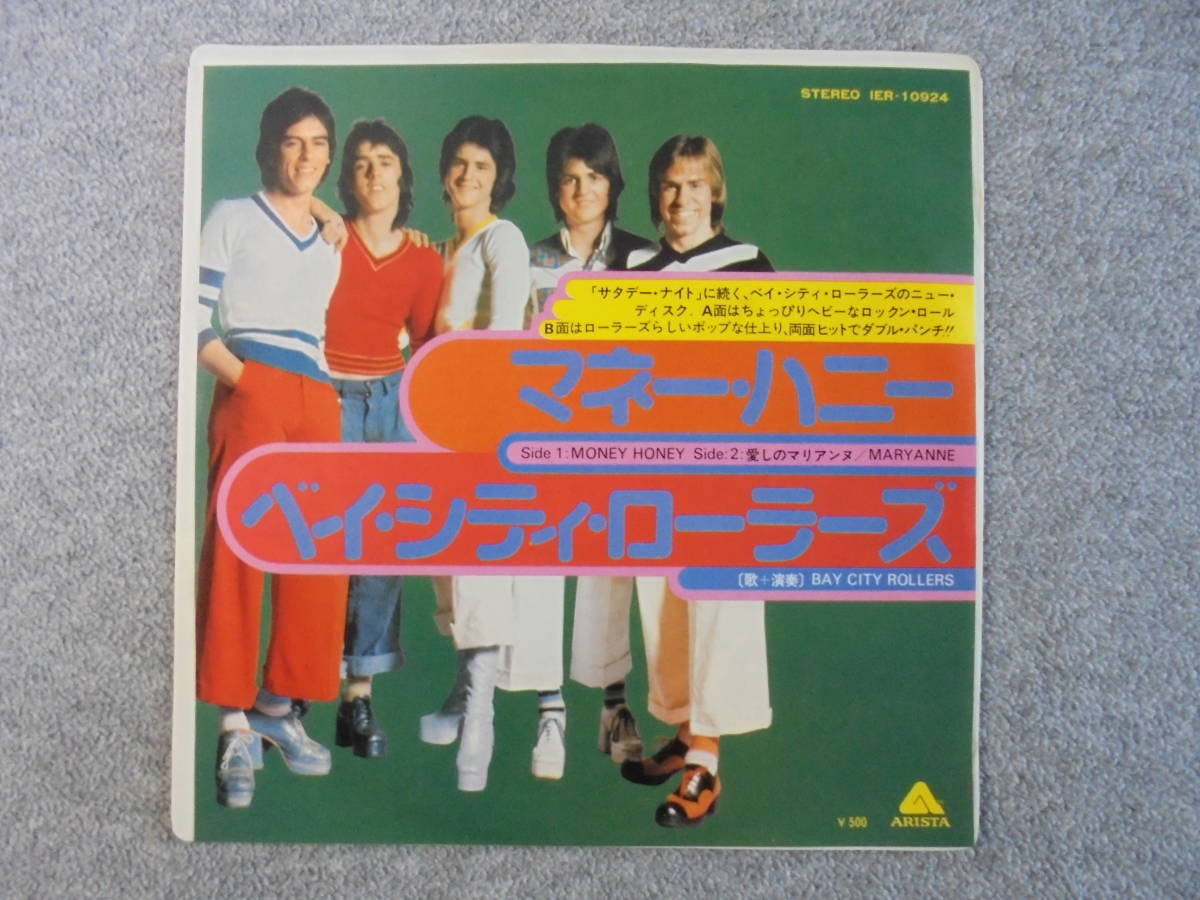 STEREO IER-10924
「サタデー・ナイト」に続く、ベイ・シティ・ローラーズのニュー・
ディスク. A面はちょっぴりヘビーなロックン・ロール
B面はローラーズらしいポップな仕上り、両面ヒットでダブル・パンチ!!
マネー・ハニー
Side 1: MONEY HONEY Side: 2: 愛しのマリアンヌ/MARYANNE
ベイ・シティ・ローラーズ
〔歌+演奏〕 BAY CITY ROLLERS
¥500 ARISTA